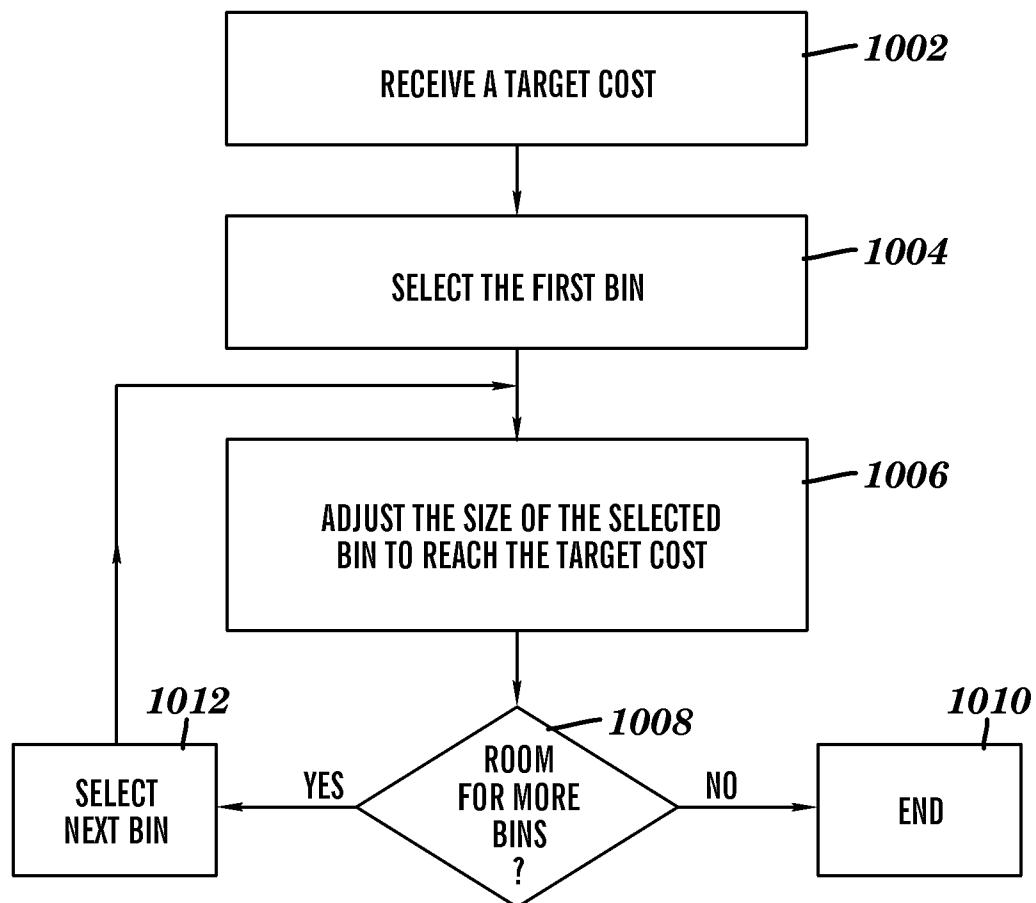 1002
RECEIVE A TARGET COST
1004
SELECT THE FIRST BIN
1006
ADJUST THE SIZE OF THE SELECTED
BIN TO REACH THE TARGET COST
1012
1008
1010
SELECT
NEXT BIN
YES
ROOM
FOR MORE
BINS
?
NO
END